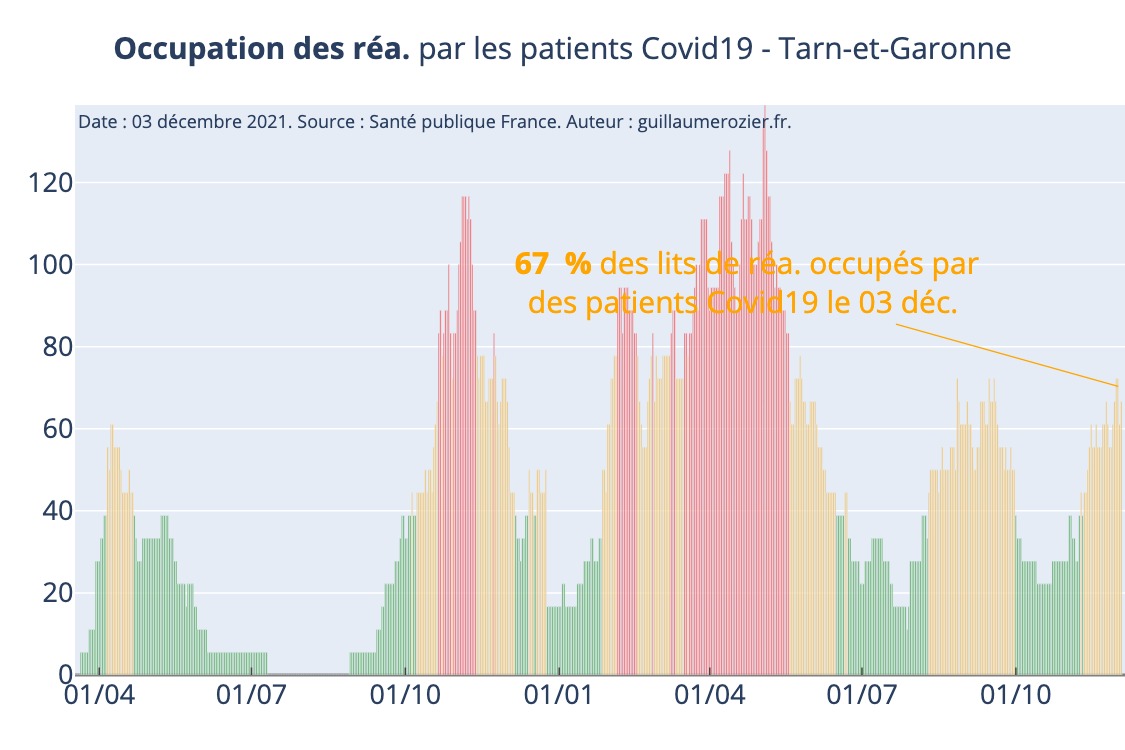 Occupation des réa. par les patients Covid19 - Tarn-et-Garonne
Date : 03 décembre 2021. Source : Santé publique France. Auteur : guillaumerozier.fr.
120
100
67  % des lits de réa. occupés par
des patients Covid19 le 03 déc.
80
60
40
20
0
01/04 01/07 01/10 01/01 01/04 01/07 01/10